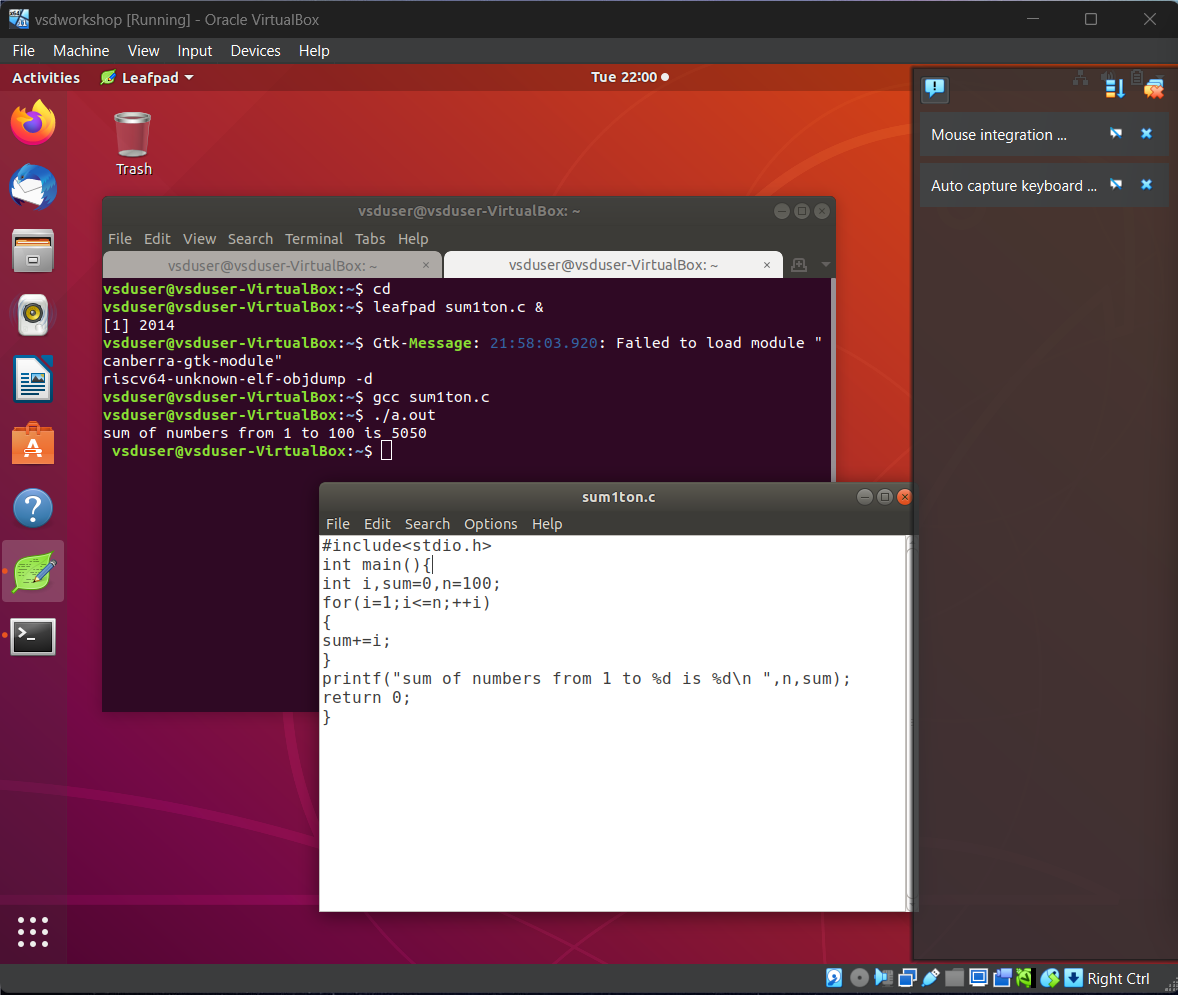 vsdworkshop [Running] - Oracle VirtualBox
File Machine View Input Devices Help
Activities Leafpad Tue 22:00
Mouse integration ...
Auto capture keyboard ...
Trash
vsduser@vsduser-VirtualBox: ~
File Edit View Search Terminal Tabs Help
vsduser@vsduser-VirtualBox: ~ × vsduser@vsduser-VirtualBox: ~ ×
vsduser@vsduser-VirtualBox:~$ cd
vsduser@vsduser-VirtualBox:~$ leafpad sum1ton.c &
[1] 2014
vsduser@vsduser-VirtualBox:~$ Gtk-Message: 21:58:03.920: Failed to load module "
canberra-gtk-module"
riscv64-unknown-elf-objdump -d
vsduser@vsduser-VirtualBox:~$ gcc sum1ton.c
vsduser@vsduser-VirtualBox:~$ ./a.out
sum of numbers from 1 to 100 is 5050
vsduser@vsduser-VirtualBox:~$
sum1ton.c
File Edit Search Options Help
#include<stdio.h>
int main(){
int i,sum=0,n=100;
for(i=1;i<=n;++i)
{
sum+=i;
}
printf("sum of numbers from 1 to %d is %d\n ",n,sum);
return 0;
}
Right Ctrl